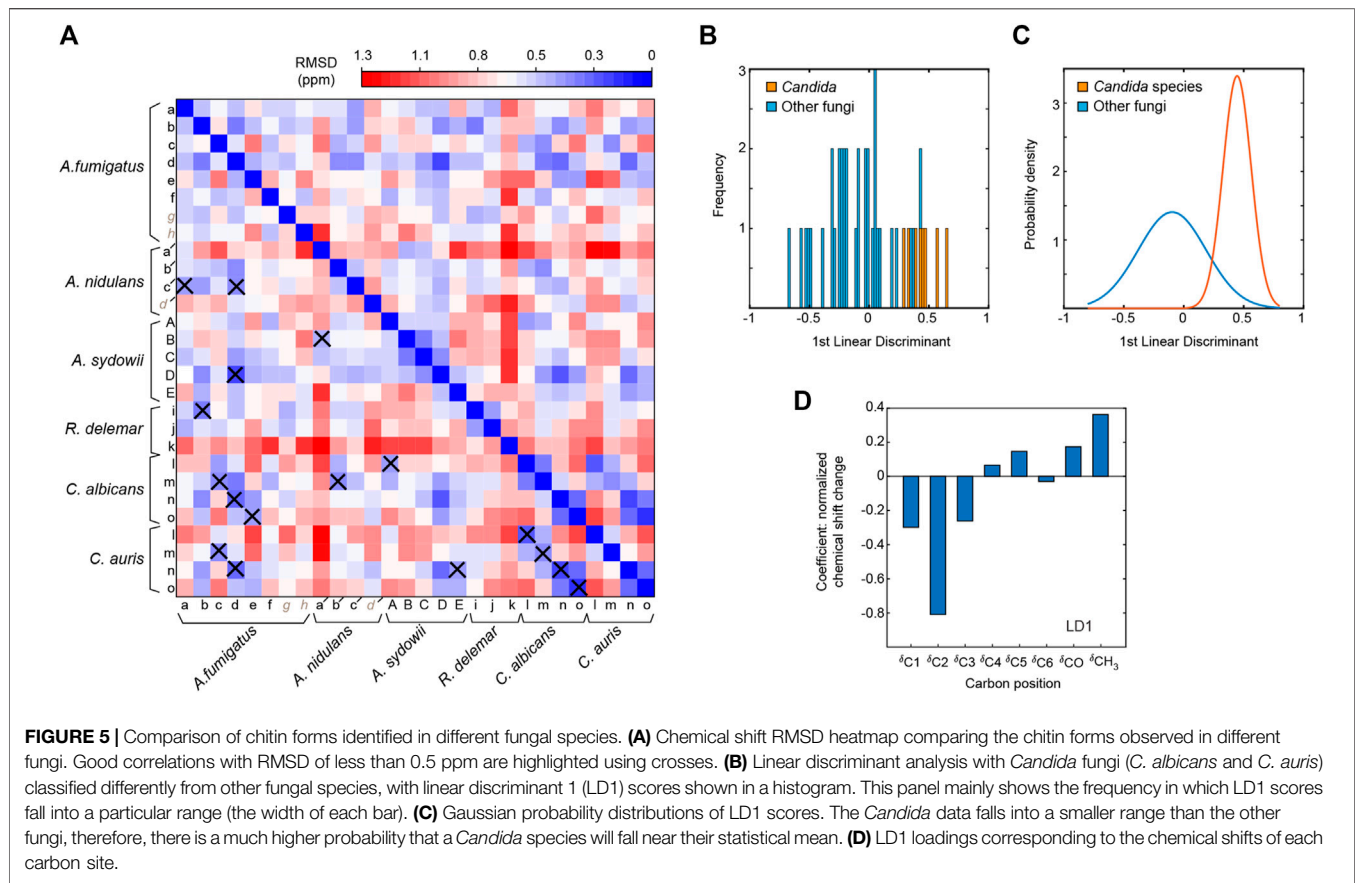 A
RMSD
(ppm)
1.3 1.1 0.8 0.6 0.3 0
A.fumigatus
a
b
c
d
e
f
g
h
A. nidulans
a′
b′
c′
d′
A. sydowii
A
B
C
D
E
R. delemar
i
j
k
C. albicans
l
m
n
o
C. auris
l
m
n
o
a b c d e f g h a′ b′ c′ d′ A B C D E i j k l m n o l m n o
A.fumigatus
A. nidulans
A. sydowii
R. delemar
C. albicans
C. auris
B
Candida
Other fungi
Frequency
3
2
1
-1 -0.5 0 0.5 1
1st Linear Discriminant
C
Candida species
Other fungi
Probability density
3
2
1
-1 -0.5 0 0.5 1
1st Linear Discriminant
D
Coefficient: normalized
chemical shift change
0.4
0.2
0
-0.2
-0.4
-0.6
-0.8
LD1
δC1 δC2 δC3 δC4 δC5 δC6 δCO δCH3
Carbon position
FIGURE 5 | Comparison of chitin forms identified in different fungal species. (A) Chemical shift RMSD heatmap comparing the chitin forms observed in different
fungi. Good correlations with RMSD of less than 0.5 ppm are highlighted using crosses. (B) Linear discriminant analysis with Candida fungi (C. albicans and C. auris)
classified differently from other fungal species, with linear discriminant 1 (LD1) scores shown in a histogram. This panel mainly shows the frequency in which LD1 scores
fall into a particular range (the width of each bar). (C) Gaussian probability distributions of LD1 scores. The Candida data falls into a smaller range than the other
fungi, therefore, there is a much higher probability that a Candida species will fall near their statistical mean. (D) LD1 loadings corresponding to the chemical shifts of each
carbon site.